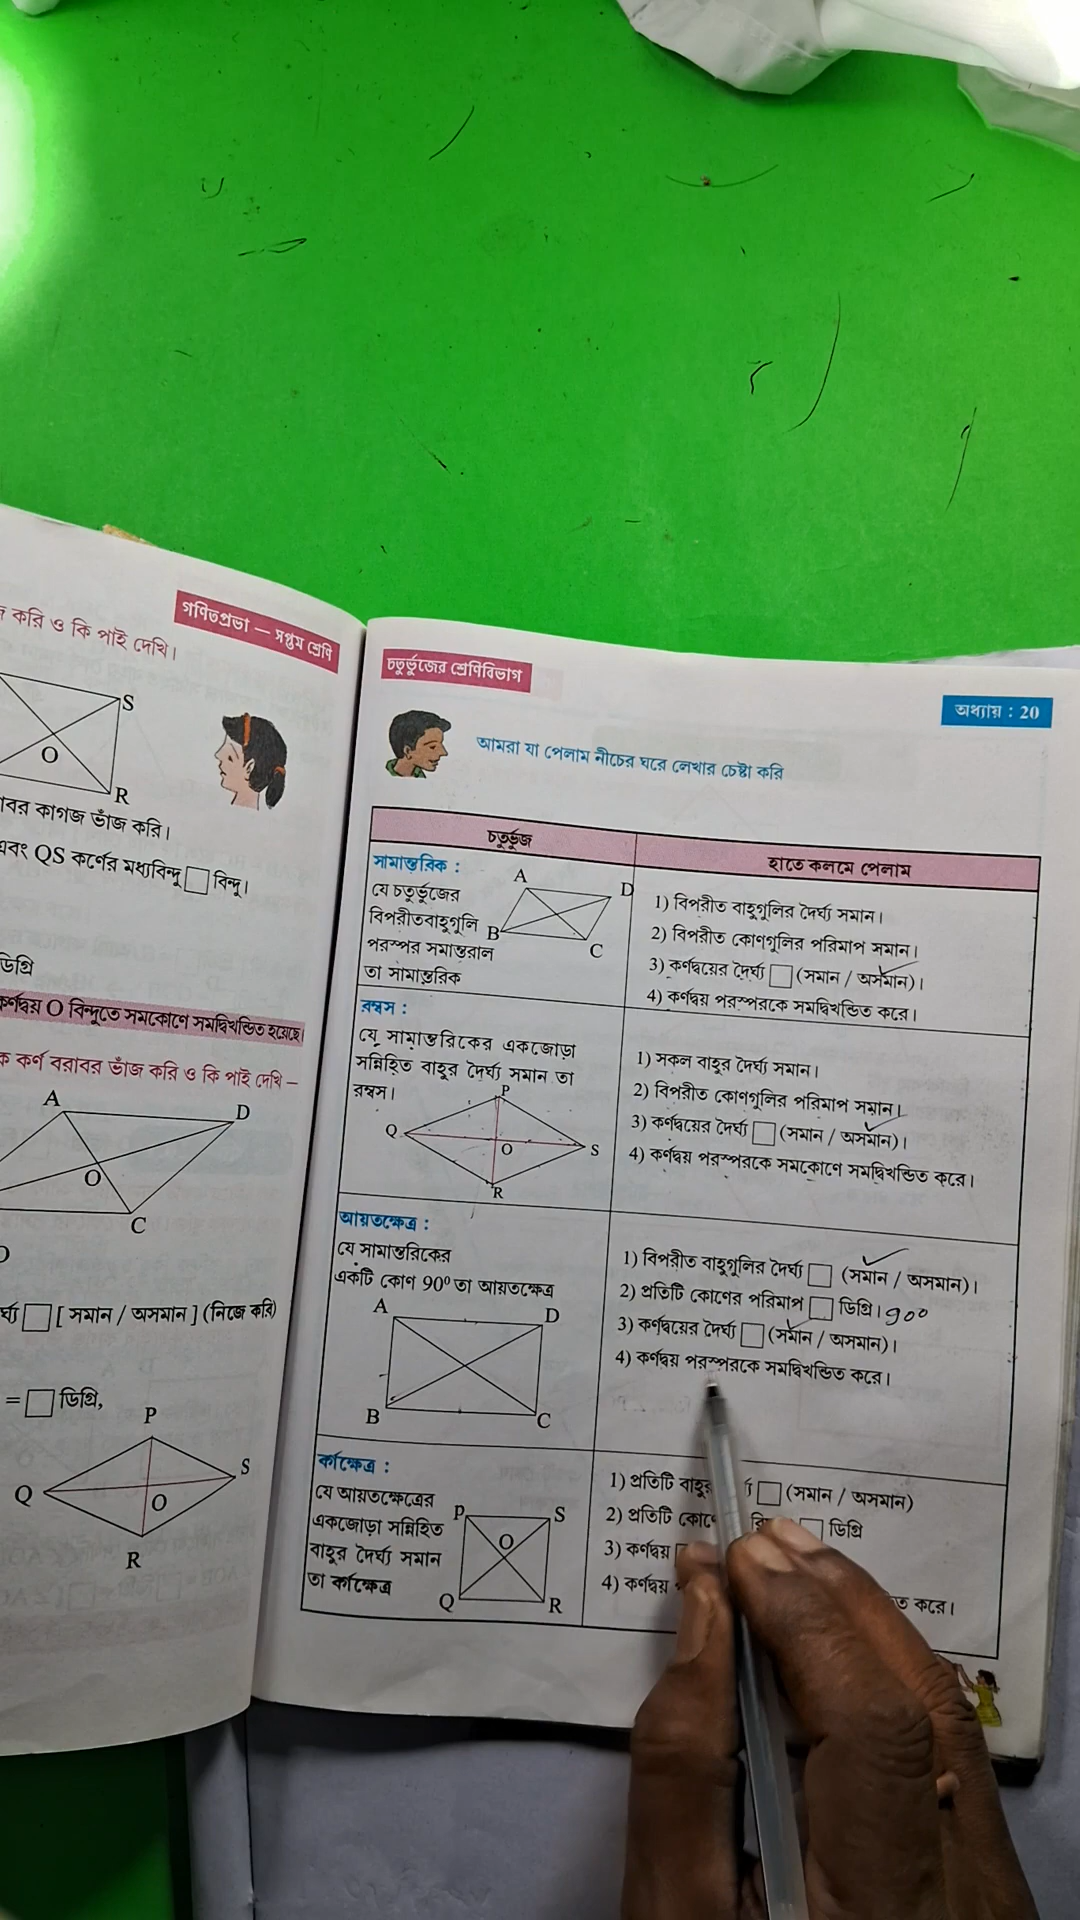 গণিতপ্রভা — সপ্তম শ্রেণি
করি ও কি পাই দেখি।
S
O
R
কাগজ ভাঁজ করি।
এবং QS কর্ণের মধ্যবিন্দু □ বিন্দু।
ডিগ্রি
কর্ণদ্বয় O বিন্দুতে সমকোণে সমদ্বিখণ্ডিত হয়েছে।
কর্ণ বরাবর ভাঁজ করি ও কি পাই দেখি –
A
D
O
C
□ [ সমান / অসমান ] (নিজে করি)
= □ ডিগ্রি,
P
Q
S
O
R
চতুর্ভুজের শ্রেণিবিভাগ
অধ্যায় : 20
আমরা যা পেলাম নীচের ঘরে লেখার চেষ্টা করি
চতুর্ভুজ
হাতে কলমে পেলাম
সামান্তরিক :
যে চতুর্ভুজের
বিপরীতবাহুগুলি
পরস্পর সমান্তরাল
তা সামান্তরিক
A
D
B
C
1) বিপরীত বাহুগুলির দৈর্ঘ্য সমান।
2) বিপরীত কোণগুলির পরিমাপ সমান।
3) কর্ণদ্বয়ের দৈর্ঘ্য □ (সমান / অসমান)।
4) কর্ণদ্বয় পরস্পরকে সমদ্বিখণ্ডিত করে।
রম্বস :
যে সামান্তরিকের একজোড়া
সন্নিহিত বাহুর দৈর্ঘ্য সমান তা
রম্বস।
P
Q
O
S
R
1) সকল বাহুর দৈর্ঘ্য সমান।
2) বিপরীত কোণগুলির পরিমাপ সমান।
3) কর্ণদ্বয়ের দৈর্ঘ্য □ (সমান / অসমান)।
4) কর্ণদ্বয় পরস্পরকে সমকোণে সমদ্বিখণ্ডিত করে।
আয়তক্ষেত্র :
যে সামান্তরিকের
একটি কোণ 90⁰ তা আয়তক্ষেত্র
A
D
B
C
1) বিপরীত বাহুগুলির দৈর্ঘ্য □ (সমান / অসমান)।
2) প্রতিটি কোণের পরিমাপ □ ডিগ্রি। 90⁰
3) কর্ণদ্বয়ের দৈর্ঘ্য □ (সমান / অসমান)।
4) কর্ণদ্বয় পরস্পরকে সমদ্বিখণ্ডিত করে।
বর্গক্ষেত্র :
যে আয়তক্ষেত্রের
একজোড়া সন্নিহিত
বাহুর দৈর্ঘ্য সমান
তা বর্গক্ষেত্র
P
S
O
Q
R
1) প্রতিটি বাহুর □ (সমান / অসমান)
2) প্রতিটি □ ডিগ্রি
3) কর্ণদ্বয়
4) কর্ণদ্বয় করে।